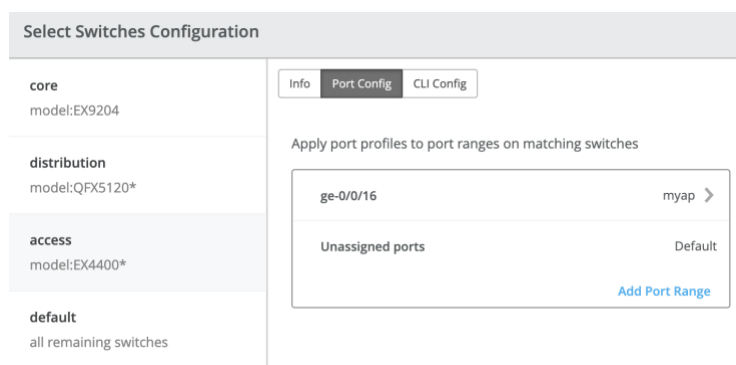 Select Switches Configuration
core
model:EX9204
distribution
model:QFX5120*
access
model:EX4400*
default
all remaining switches
Info Port Config CLI Config
Apply port profiles to port ranges on matching switches
ge-0/0/16 myap
Unassigned ports Default
Add Port Range